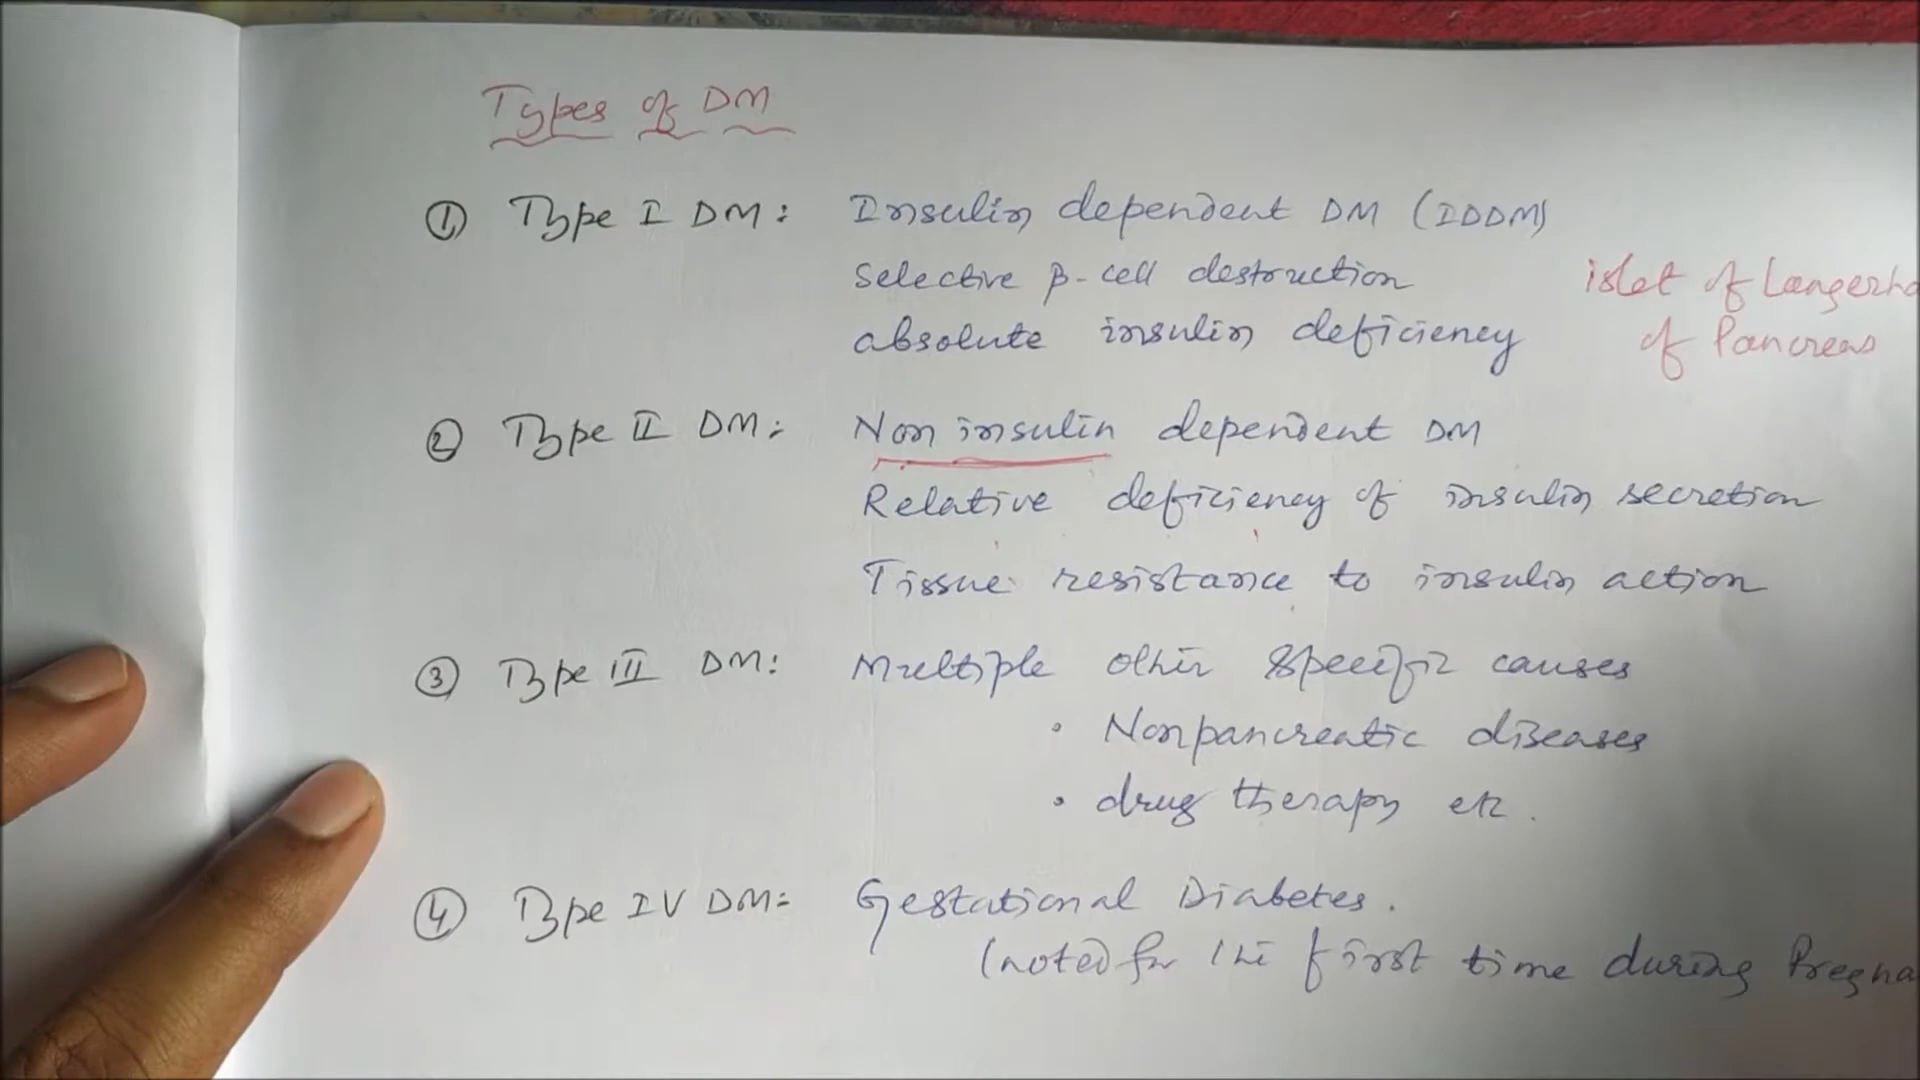 Types of DM
① Type I DM: Insulin dependent DM (IDDM)
Selective β-cell destruction
islet of Langerha
absolute insulin deficiency
of Pancreas
② Type II DM: Non insulin dependent DM
Relative deficiency of insulin secretion
Tissue resistance to insulin action
③ Type III DM: Multiple other specific causes
• Nonpancreatic diseases
• drug therapy etc.
④ Type IV DM: Gestational Diabetes.
(noted for the first time during Pregna